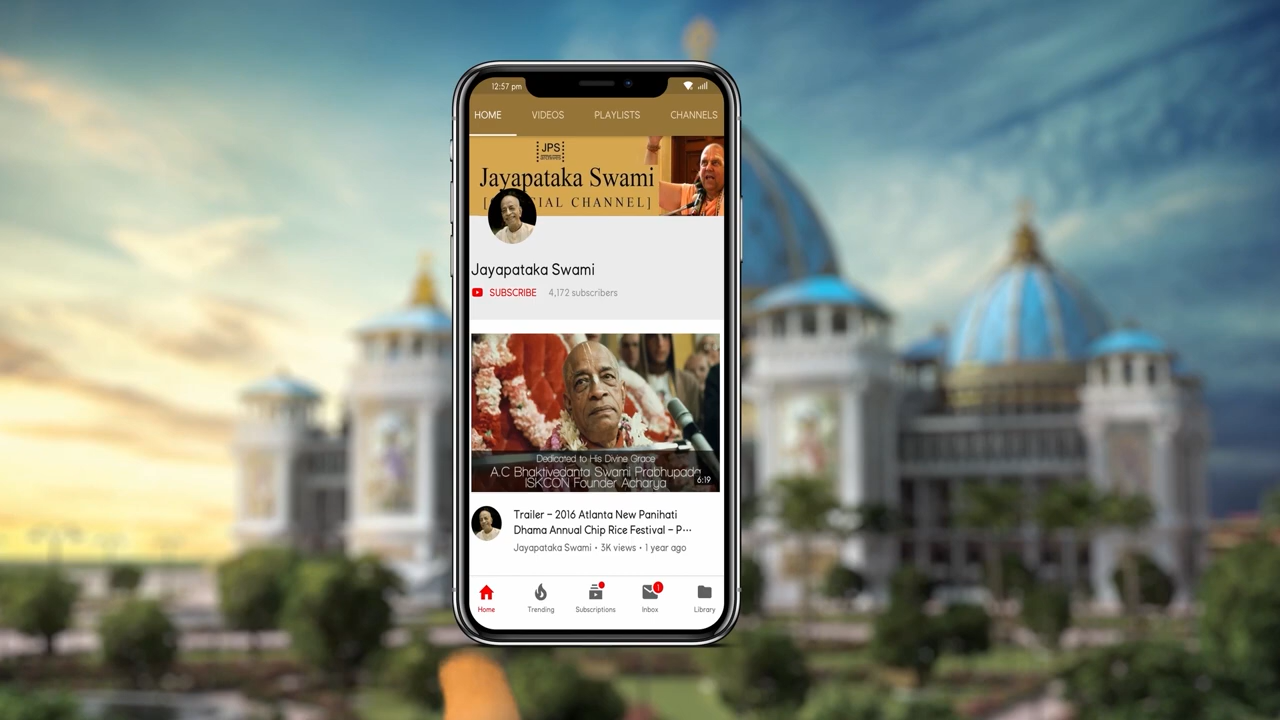 12:57 pm
HOME VIDEOS PLAYLISTS CHANNELS
JPS
Jayapataka Swami
CIAL CHANNEL]
Jayapataka Swami
SUBSCRIBE 4,172 subscribers
Dedicated to His Divine Grace
A.C Bhaktivedanta Swami Prabhupada
ISKCON Founder Acharya
6:19
Trailer – 2016 Atlanta New Panihati
Dhama Annual Chip Rice Festival – P...
Jayapataka Swami • 3K views • 1 year ago
1
Home Trending Subscriptions Inbox Library